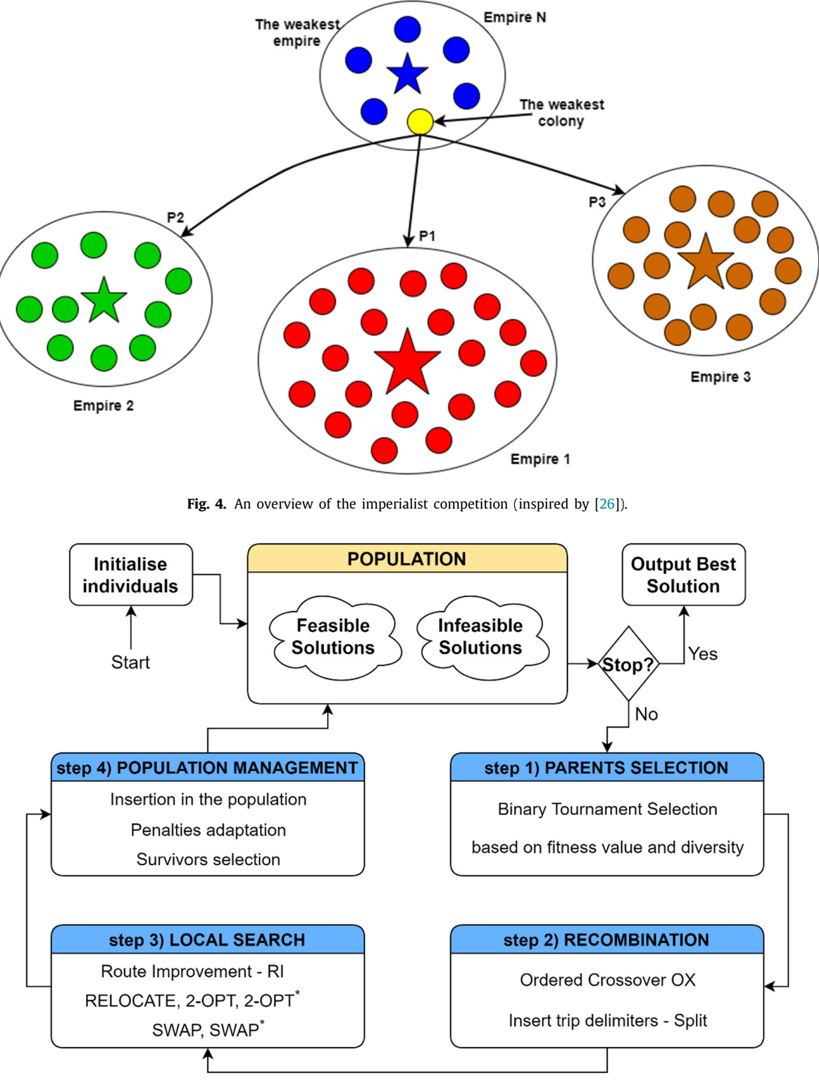 The weakest
empire
Empire N
The weakest
colony
P2
P1
P3
Empire 2
Empire 3
Empire 1
Fig. 4. An overview of the imperialist competition (inspired by [26]).
Initialise
individuals
POPULATION
Output Best
Solution
Feasible
Solutions
Infeasible
Solutions
Stop?
Yes
Start
No
step 4) POPULATION MANAGEMENT
Insertion in the population
Penalties adaptation
Survivors selection
step 1) PARENTS SELECTION
Binary Tournament Selection
based on fitness value and diversity
step 3) LOCAL SEARCH
Route Improvement - RI
RELOCATE, 2-OPT, 2-OPT*
SWAP, SWAP*
step 2) RECOMBINATION
Ordered Crossover OX
Insert trip delimiters - Split